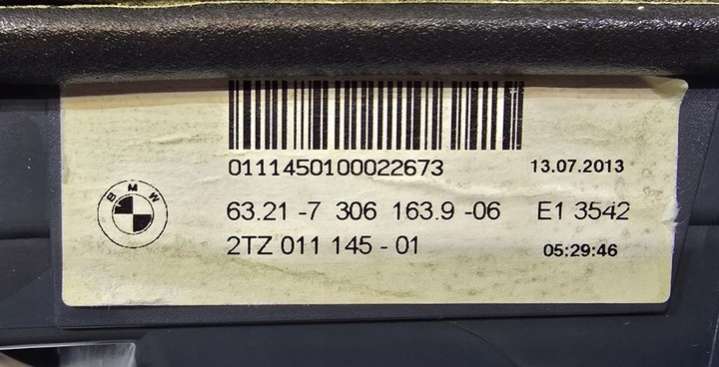 0111450100022673 13.07.2013
BMW
63.21-7 306 163.9-06 E1 3542
2TZ 011 145-01 05:29:46